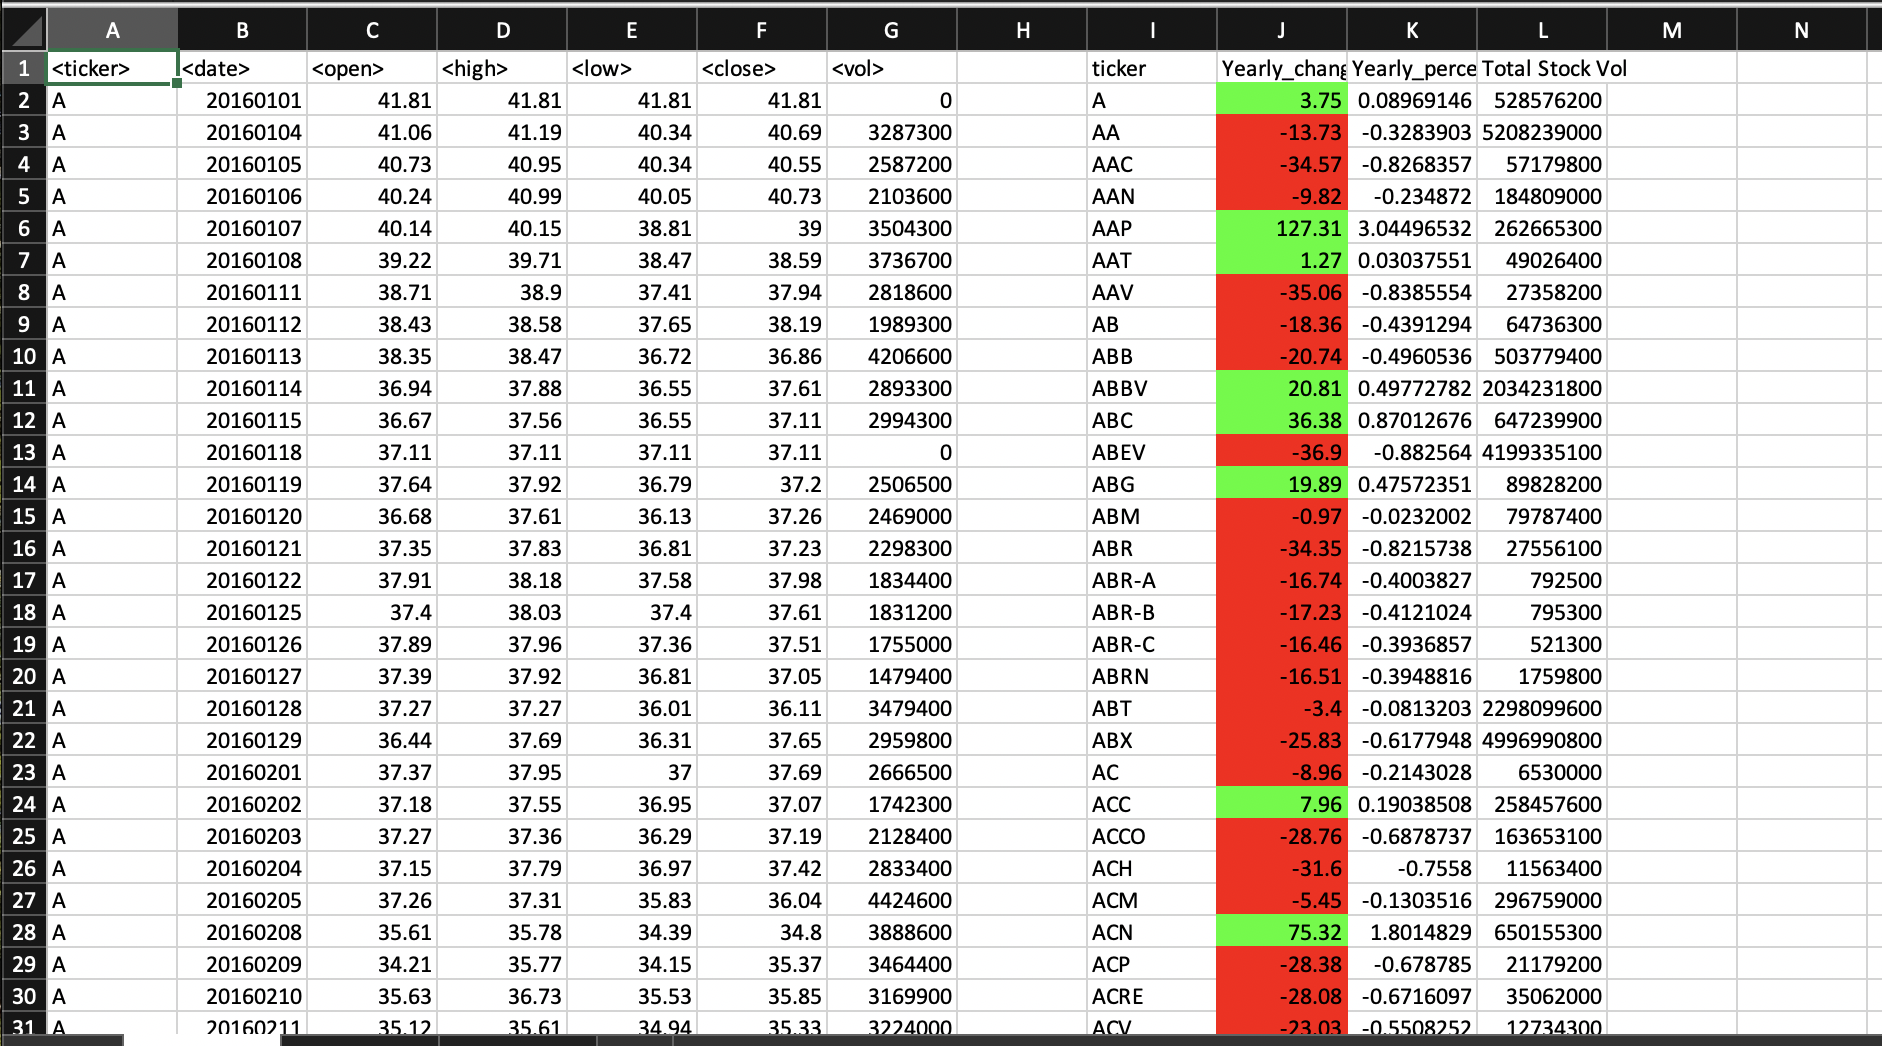 A B C D E F G H I J K L M N
1 <ticker> <date> <open> <high> <low> <close> <vol> ticker Yearly_chang Yearly_perce Total Stock Vol
2 A 20160101 41.81 41.81 41.81 41.81 0 A 3.75 0.08969146 528576200
3 A 20160104 41.06 41.19 40.34 40.69 3287300 AA -13.73 -0.3283903 5208239000
4 A 20160105 40.73 40.95 40.34 40.55 2587200 AAC -34.57 -0.8268357 57179800
5 A 20160106 40.24 40.99 40.05 40.73 2103600 AAN -9.82 -0.234872 184809000
6 A 20160107 40.14 40.15 38.81 39 3504300 AAP 127.31 3.04496532 262665300
7 A 20160108 39.22 39.71 38.47 38.59 3736700 AAT 1.27 0.03037551 49026400
8 A 20160111 38.71 38.9 37.41 37.94 2818600 AAV -35.06 -0.8385554 27358200
9 A 20160112 38.43 38.58 37.65 38.19 1989300 AB -18.36 -0.4391294 64736300
10 A 20160113 38.35 38.47 36.72 36.86 4206600 ABB -20.74 -0.4960536 503779400
11 A 20160114 36.94 37.88 36.55 37.61 2893300 ABBV 20.81 0.49772782 2034231800
12 A 20160115 36.67 37.56 36.55 37.11 2994300 ABC 36.38 0.87012676 647239900
13 A 20160118 37.11 37.11 37.11 37.11 0 ABEV -36.9 -0.882564 4199335100
14 A 20160119 37.64 37.92 36.79 37.2 2506500 ABG 19.89 0.47572351 89828200
15 A 20160120 36.68 37.61 36.13 37.26 2469000 ABM -0.97 -0.0232002 79787400
16 A 20160121 37.35 37.83 36.81 37.23 2298300 ABR -34.35 -0.8215738 27556100
17 A 20160122 37.91 38.18 37.58 37.98 1834400 ABR-A -16.74 -0.4003827 792500
18 A 20160125 37.4 38.03 37.4 37.61 1831200 ABR-B -17.23 -0.4121024 795300
19 A 20160126 37.89 37.96 37.36 37.51 1755000 ABR-C -16.46 -0.3936857 521300
20 A 20160127 37.39 37.92 36.81 37.05 1479400 ABRN -16.51 -0.3948816 1759800
21 A 20160128 37.27 37.27 36.01 36.11 3479400 ABT -3.4 -0.0813203 2298099600
22 A 20160129 36.44 37.69 36.31 37.65 2959800 ABX -25.83 -0.6177948 4996990800
23 A 20160201 37.37 37.95 37 37.69 2666500 AC -8.96 -0.2143028 6530000
24 A 20160202 37.18 37.55 36.95 37.07 1742300 ACC 7.96 0.19038508 258457600
25 A 20160203 37.27 37.36 36.29 37.19 2128400 ACCO -28.76 -0.6878737 163653100
26 A 20160204 37.15 37.79 36.97 37.42 2833400 ACH -31.6 -0.7558 11563400
27 A 20160205 37.26 37.31 35.83 36.04 4424600 ACM -5.45 -0.1303516 296759000
28 A 20160208 35.61 35.78 34.39 34.8 3888600 ACN 75.32 1.8014829 650155300
29 A 20160209 34.21 35.77 34.15 35.37 3464400 ACP -28.38 -0.678785 21179200
30 A 20160210 35.63 36.73 35.53 35.85 3169900 ACRE -28.08 -0.6716097 35062000
31 A 20160211 35.12 35.61 34.94 35.33 3224000 ACV -23.03 -0.5508252 12734300